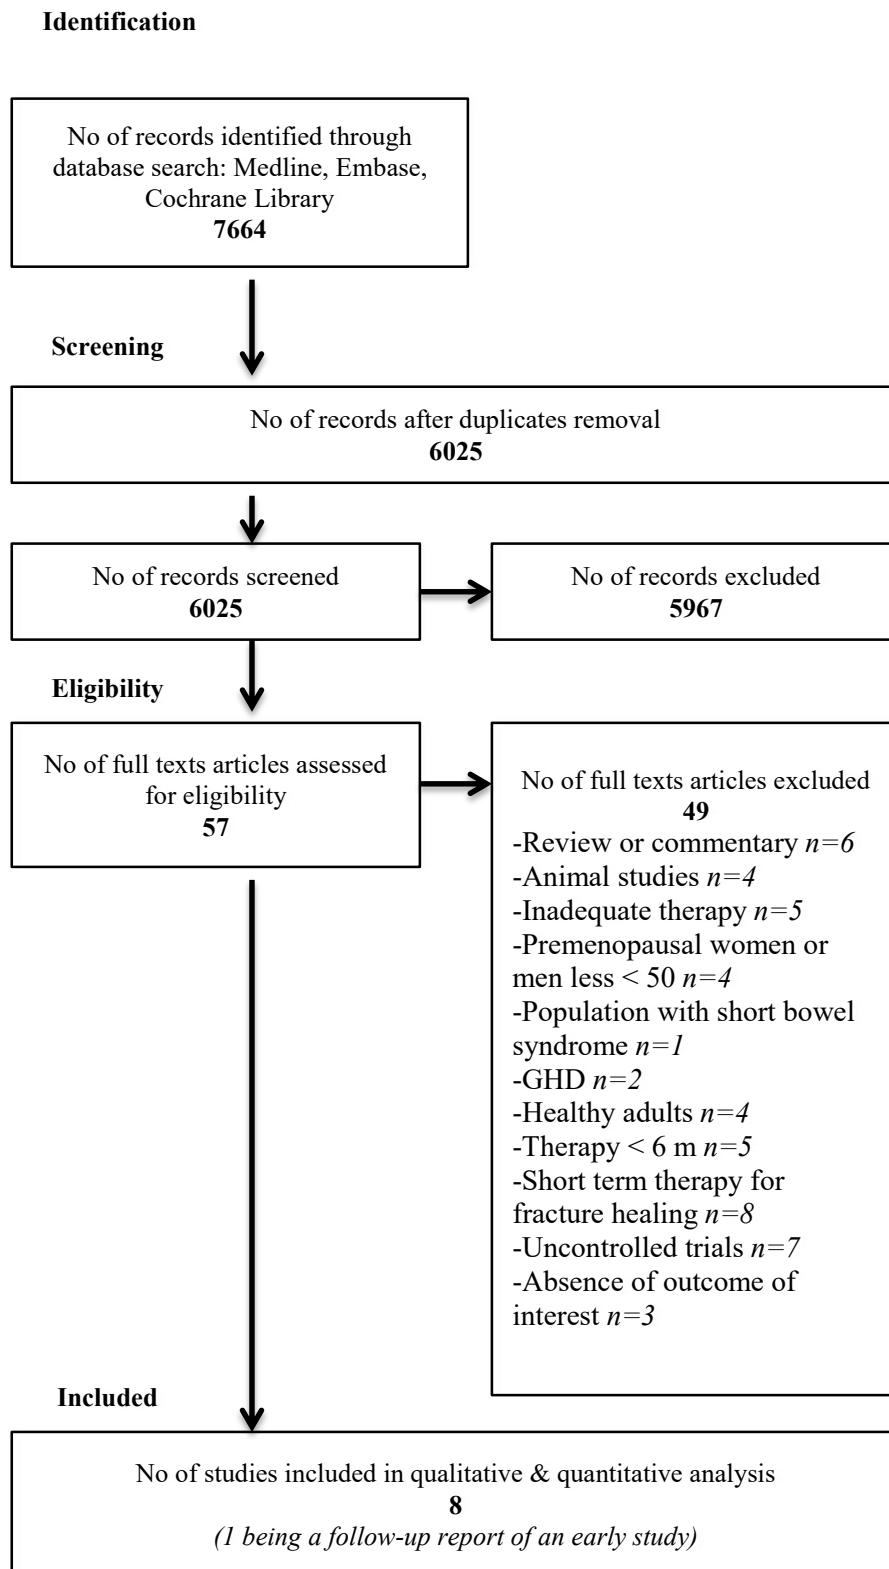 Identification
No of records identified through
database search: Medline, Embase,
Cochrane Library
7664
Screening
No of records after duplicates removal
6025
No of records screened
6025
No of records excluded
5967
Eligibility
No of full texts articles assessed
for eligibility
57
No of full texts articles excluded
49
-Review or commentary n=6
-Animal studies n=4
-Inadequate therapy n=5
-Premenopausal women or
men less < 50 n=4
-Population with short bowel
syndrome n=1
-GHD n=2
-Healthy adults n=4
-Therapy < 6 m n=5
-Short term therapy for
fracture healing n=8
-Uncontrolled trials n=7
-Absence of outcome of
interest n=3
Included
No of studies included in qualitative & quantitative analysis
8
(1 being a follow-up report of an early study)